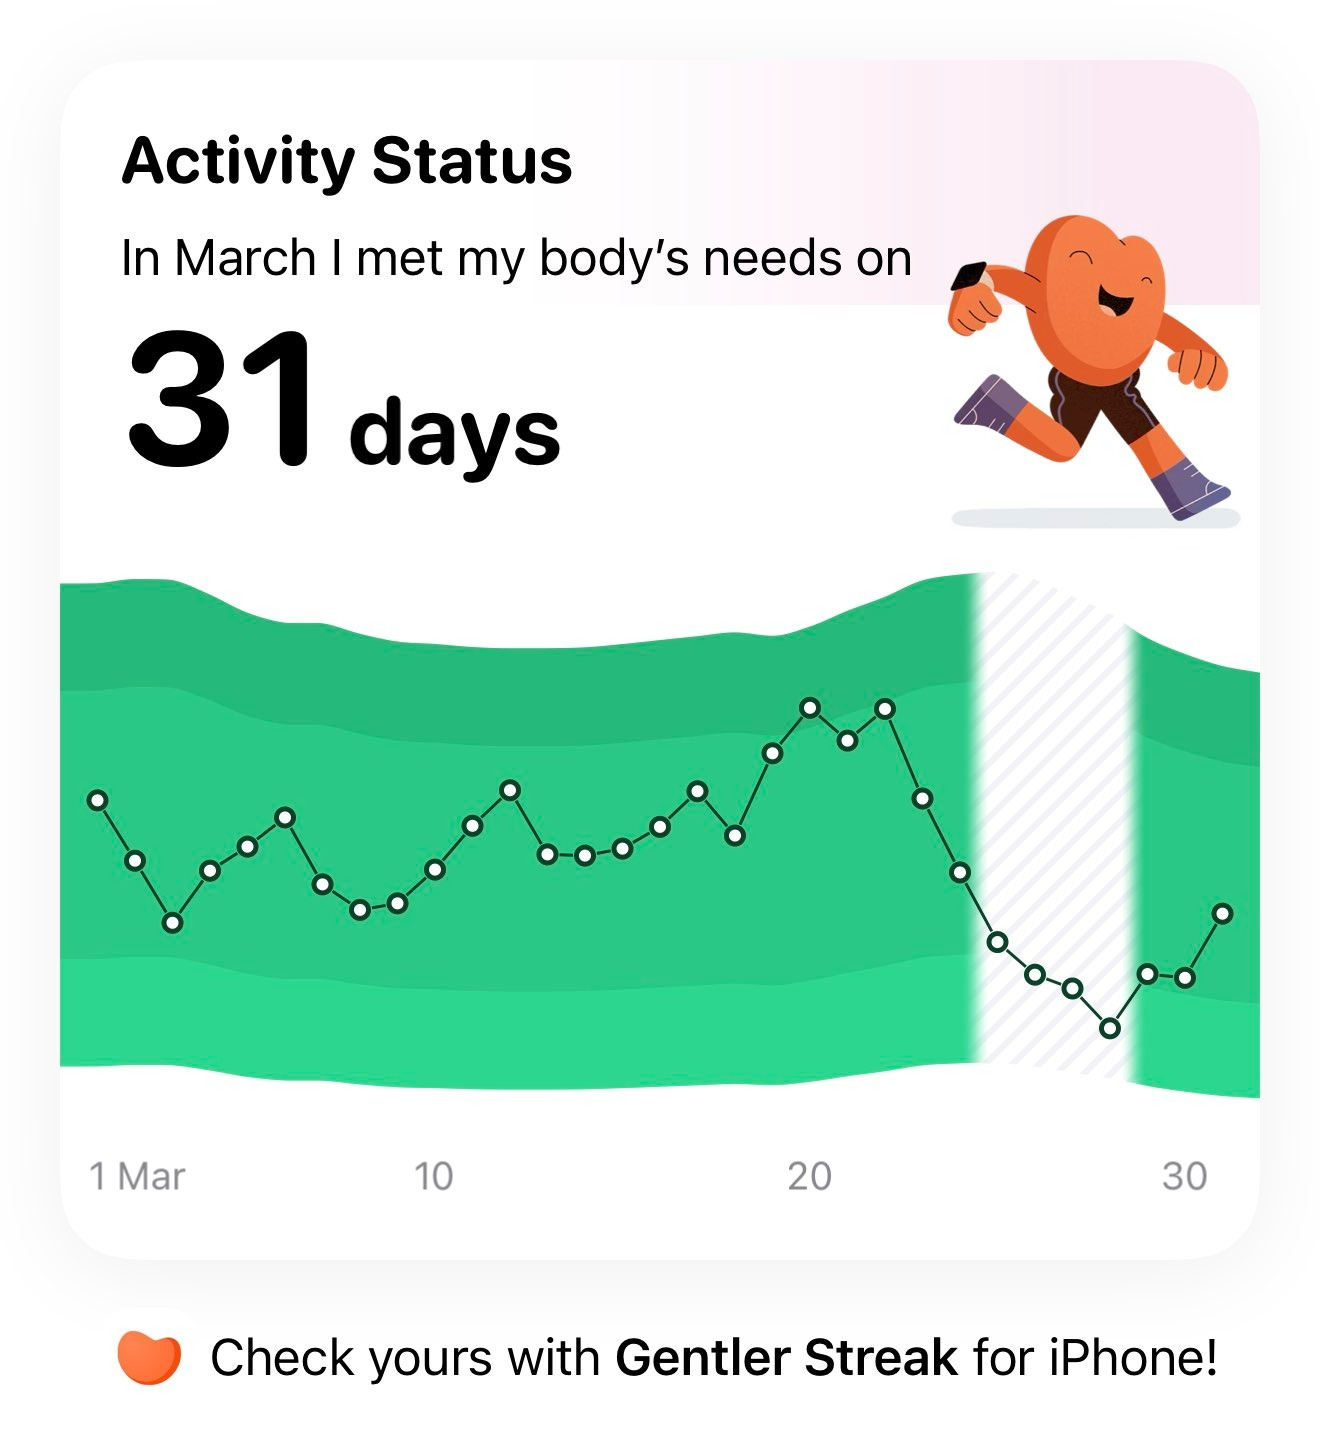 Activity Status
In March I met my body’s needs on
31 days
1 Mar 10 20 30
Check yours with Gentler Streak for iPhone!